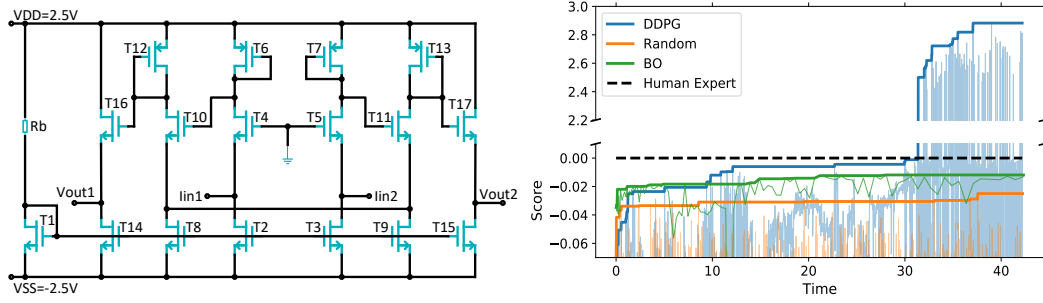 VDD=2.5V
T12 T6 T7 T13
T16 T10 T4 T5 T11 T17
Rb
Vout1 Iin1 Iin2 Vout2
T1 T14 T8 T2 T3 T9 T15
VSS=-2.5V
3.0
2.8
2.6
2.4
2.2
0.00
−0.02
−0.04
−0.06
Score
DDPG
Random
BO
Human Expert
0 10 20 30 40
Time